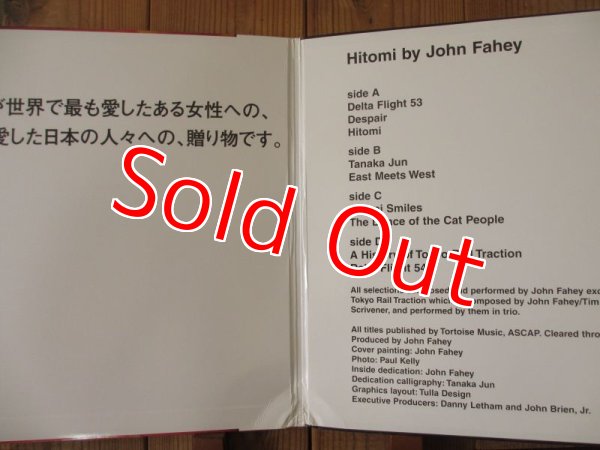 世界で最も愛したある女性への、
愛した日本の人々への、贈り物です。
Hitomi by John Fahey
side A
Delta Flight 53
Despair
Hitomi
side B
Tanaka Jun
East Meets West
side C
Smiles
The of the Cat People
side D
A History of Rail Traction
Flight 54
All selections and performed by John Fahey
Tokyo Rail Traction composed by John Fahey/Tim
Scrivener, and performed by them in trio.
All titles published by Tortoise Music, ASCAP. Cleared
Produced by John Fahey
Cover painting: John Fahey
Photo: Paul Kelly
Inside dedication: John Fahey
Dedication calligraphy: Tanaka Jun
Graphics layout: Tulla Design
Executive Producers: Danny Letham and John Brien, Jr.
Sold Out